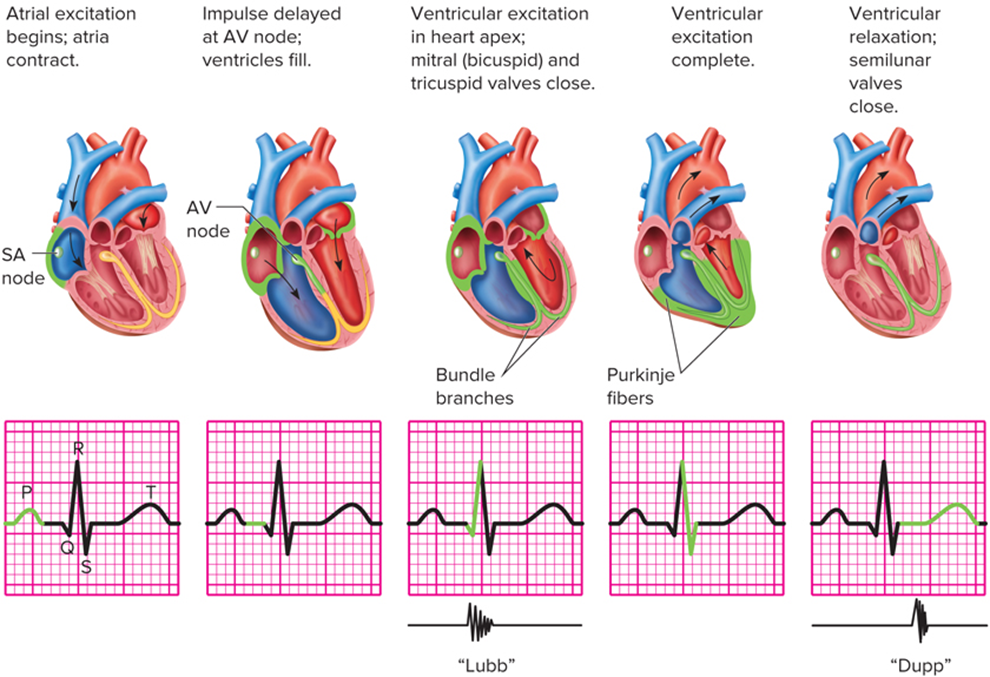 Atrial excitation
begins; atria
contract.
Impulse delayed
at AV node;
ventricles fill.
Ventricular excitation
in heart apex;
mitral (bicuspid) and
tricuspid valves close.
Ventricular
excitation
complete.
Ventricular
relaxation;
semilunar
valves
close.
SA
node
AV
node
Bundle
branches
Purkinje
fibers
R
P
T
Q
S
“Lubb”
“Dupp”